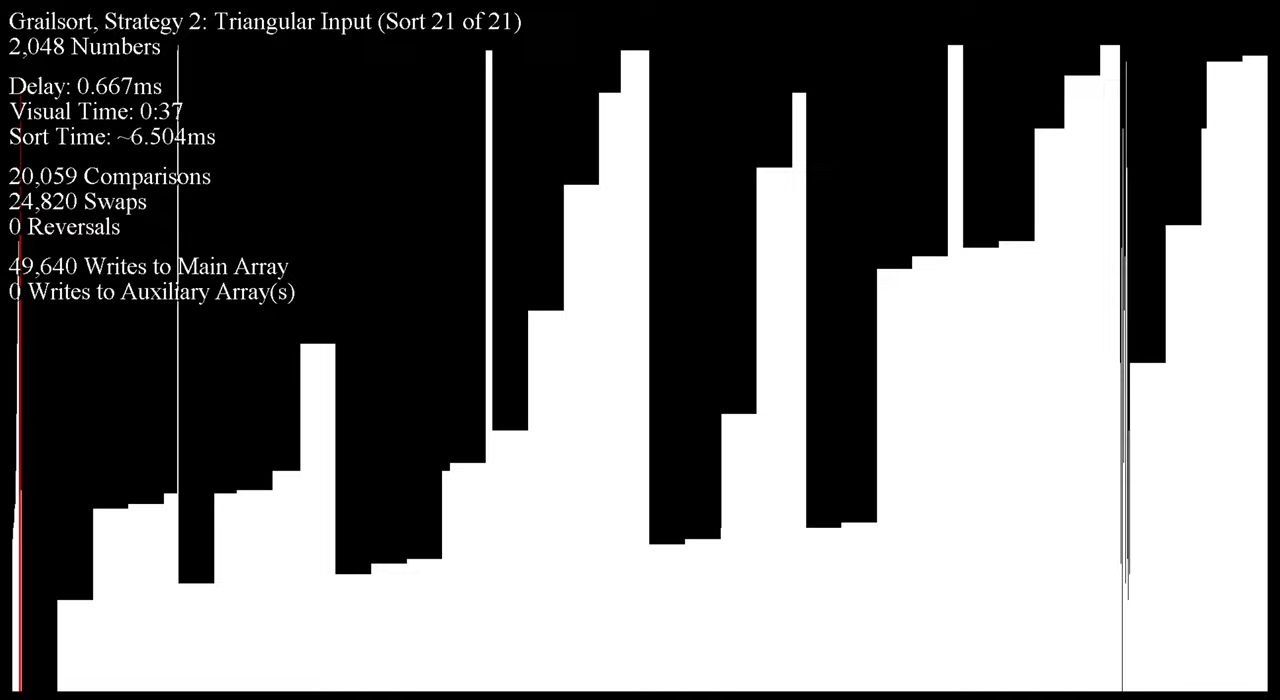 Grailsort, Strategy 2: Triangular Input (Sort 21 of 21)
2,048 Numbers
Delay: 0.667ms
Visual Time: 0:37
Sort Time: ~6.504ms
20,059 Comparisons
24,820 Swaps
0 Reversals
49,640 Writes to Main Array
0 Writes to Auxiliary Array(s)